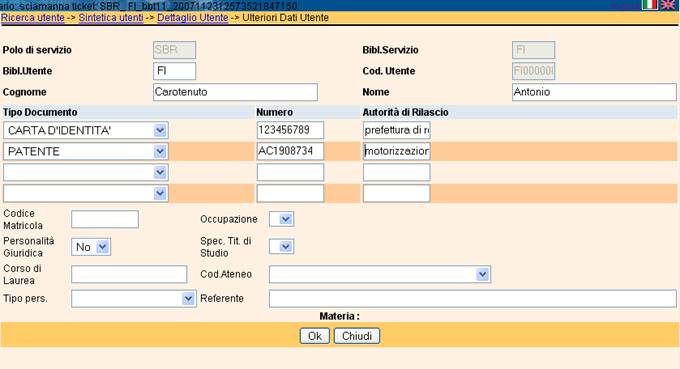 ario: sciamanna ticket: SBR_ FI_bbt11_20071123125735218​47150
Ricerca utente -> Sintetica utenti -> Dettaglio Utente -> Ulteriori Dati Utente
Polo di servizio SBR Bibl.Servizio FI
Bibl.Utente FI Cod. Utente FI00000
Cognome Carotenuto Nome Antonio
Tipo Documento Numero Autorità di Rilascio
CARTA D'IDENTITA' 123456789 prefettura di r
PATENTE AC1908734 motorizzazion
Codice Matricola Occupazione
Personalità Giuridica No Spec. Tit. di Studio
Corso di Laurea Cod.Ateneo
Tipo pers. Referente
Materia :
Ok Chiudi